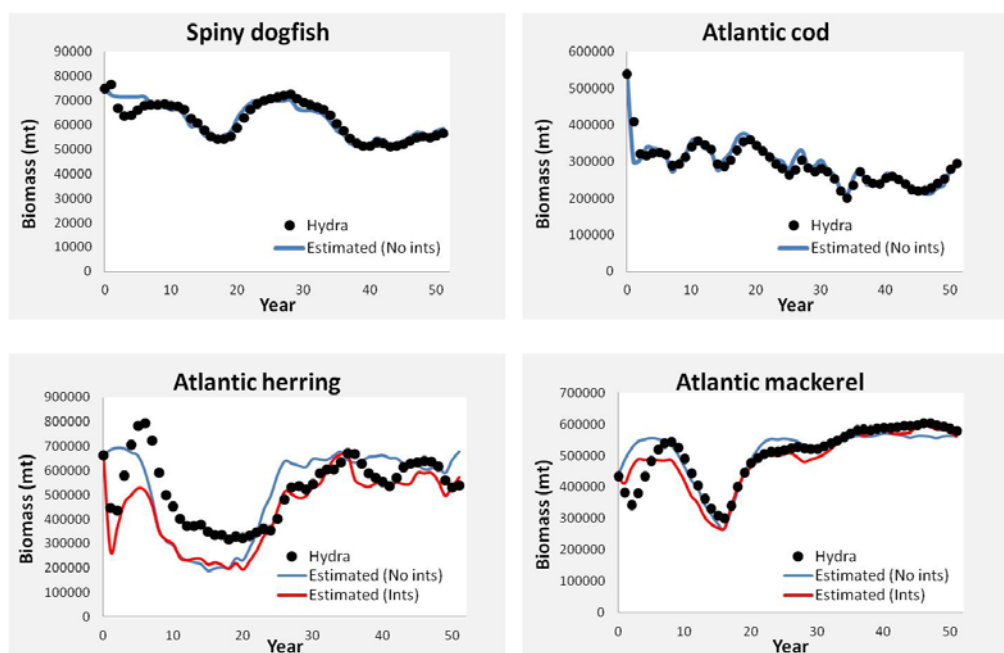 Spiny dogfish
90000
80000
70000
60000
50000
40000
30000
20000
10000
0
Biomass (mt)
Hydra
Estimated (No ints)
0 10 20 30 40 50
Year
Atlantic cod
600000
500000
400000
300000
200000
100000
0
Biomass (mt)
Hydra
Estimated (No ints)
0 10 20 30 40 50
Year
Atlantic herring
900000
800000
700000
600000
500000
400000
300000
200000
100000
0
Biomass (mt)
Hydra
Estimated (No ints)
Estimated (Ints)
0 10 20 30 40 50
Year
Atlantic mackerel
700000
600000
500000
400000
300000
200000
100000
0
Biomass (mt)
Hydra
Estimated (No ints)
Estimated (Ints)
0 10 20 30 40 50
Year